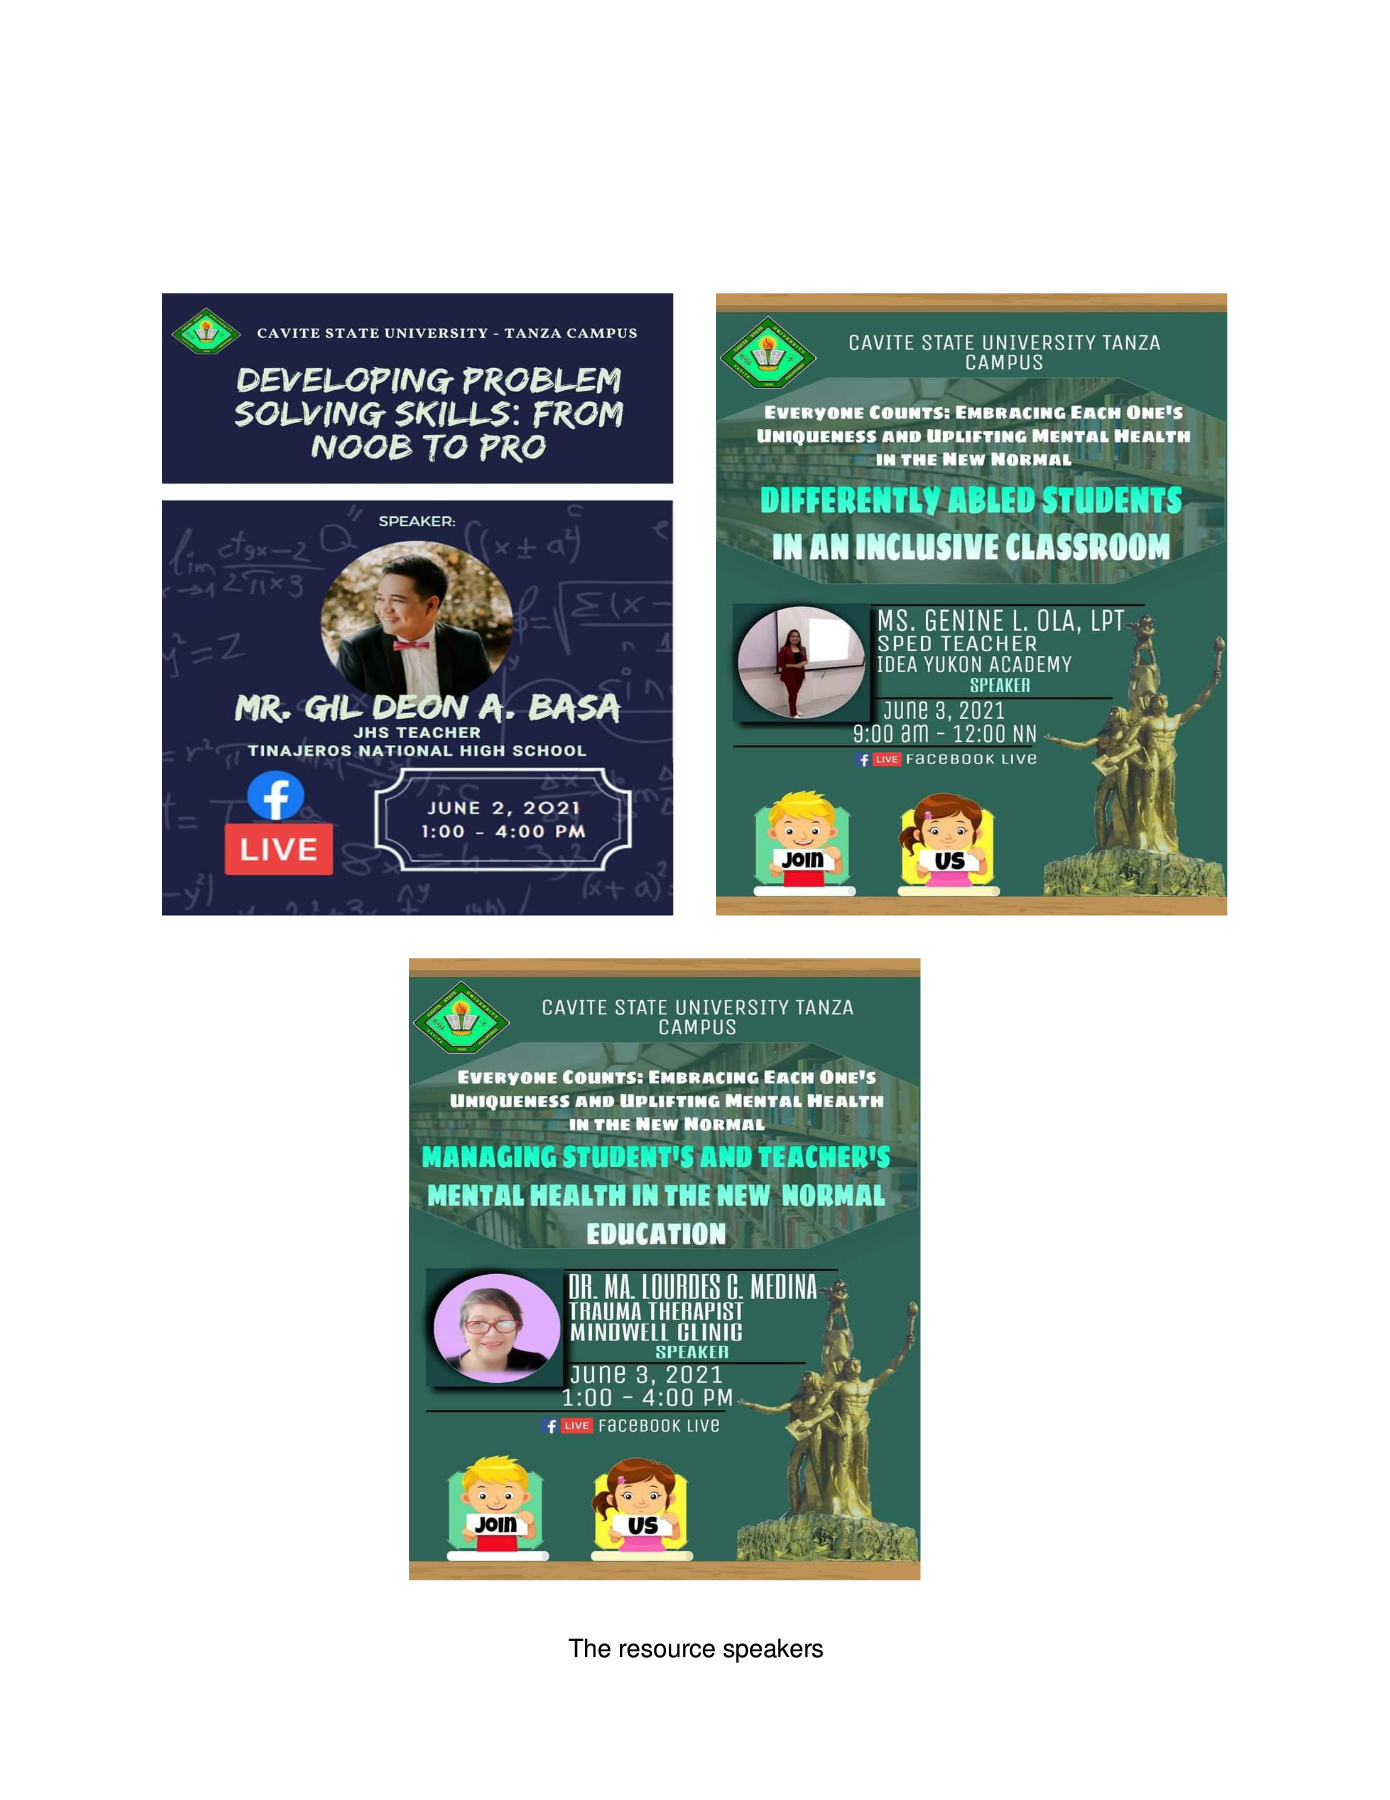 CAVITE STATE UNIVERSITY - TANZA CAMPUS
DEVELOPING PROBLEM
SOLVING SKILLS: FROM
NOOB TO PRO
SPEAKER:
MR. GIL DEON A. BASA
JHS TEACHER
TINAJEROS NATIONAL HIGH SCHOOL
LIVE
JUNE 2, 2021
1:00 - 4:00 PM
CAVITE STATE UNIVERSITY TANZA
CAMPUS
EVERYONE COUNTS: EMBRACING EACH ONE'S
UNIQUENESS AND UPLIFTING MENTAL HEALTH
IN THE NEW NORMAL
DIFFERENTLY ABLED STUDENTS
IN AN INCLUSIVE CLASSROOM
MS. GENINE L. OLA, LPT
SPED TEACHER
IDEA YUKON ACADEMY
SPEAKER
June 3, 2021
9:00 am - 12:00 NN
LIVE FACEBOOK LIVE
JOIN US
CAVITE STATE UNIVERSITY TANZA
CAMPUS
EVERYONE COUNTS: EMBRACING EACH ONE'S
UNIQUENESS AND UPLIFTING MENTAL HEALTH
IN THE NEW NORMAL
MANAGING STUDENT'S AND TEACHER'S
MENTAL HEALTH IN THE NEW NORMAL
EDUCATION
DR. MA. LOURDES G. MEDINA
TRAUMA THERAPIST
MINDWELL CLINIC
SPEAKER
June 3, 2021
1:00 - 4:00 PM
LIVE FACEBOOK LIVE
JOIN US
The resource speakers